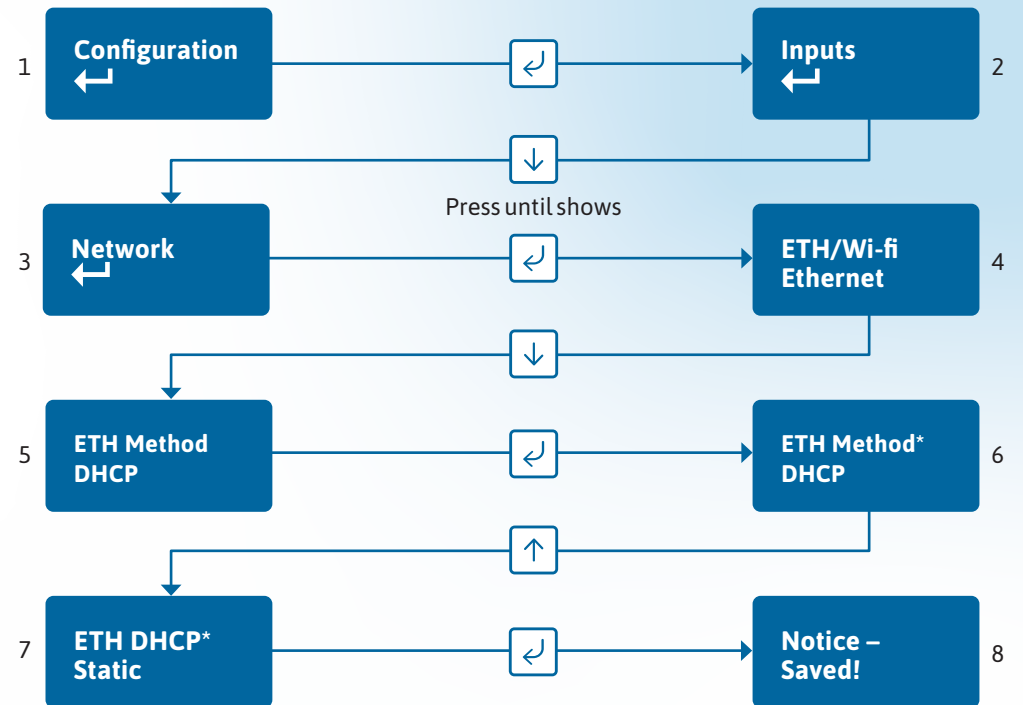 1
Configuration
Inputs
2
Press until shows
3
Network
ETH/Wi-fi
Ethernet
4
5
ETH Method
DHCP
ETH Method*
DHCP
6
7
ETH DHCP*
Static
Notice –
Saved!
8